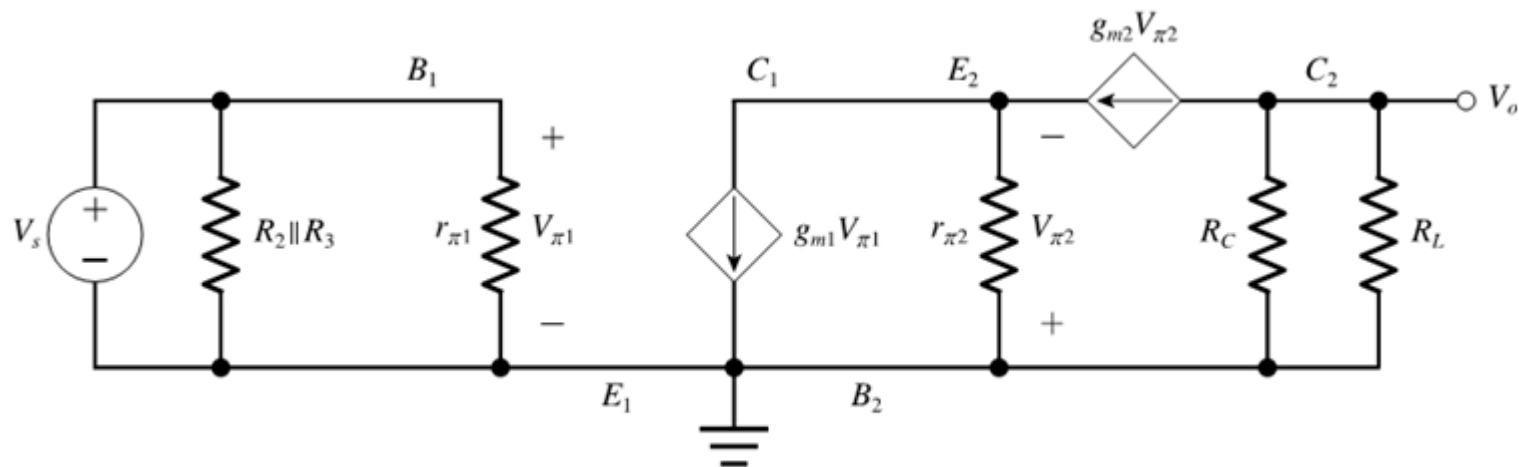 g_{m2}V_{π2}
B_1
C_1
E_2
C_2
V_o
+
−
V_s
+
−
R_2||R_3
r_{π1}
V_{π1}
g_{m1}V_{π1}
r_{π2}
V_{π2}
R_C
R_L
−
+
E_1
B_2